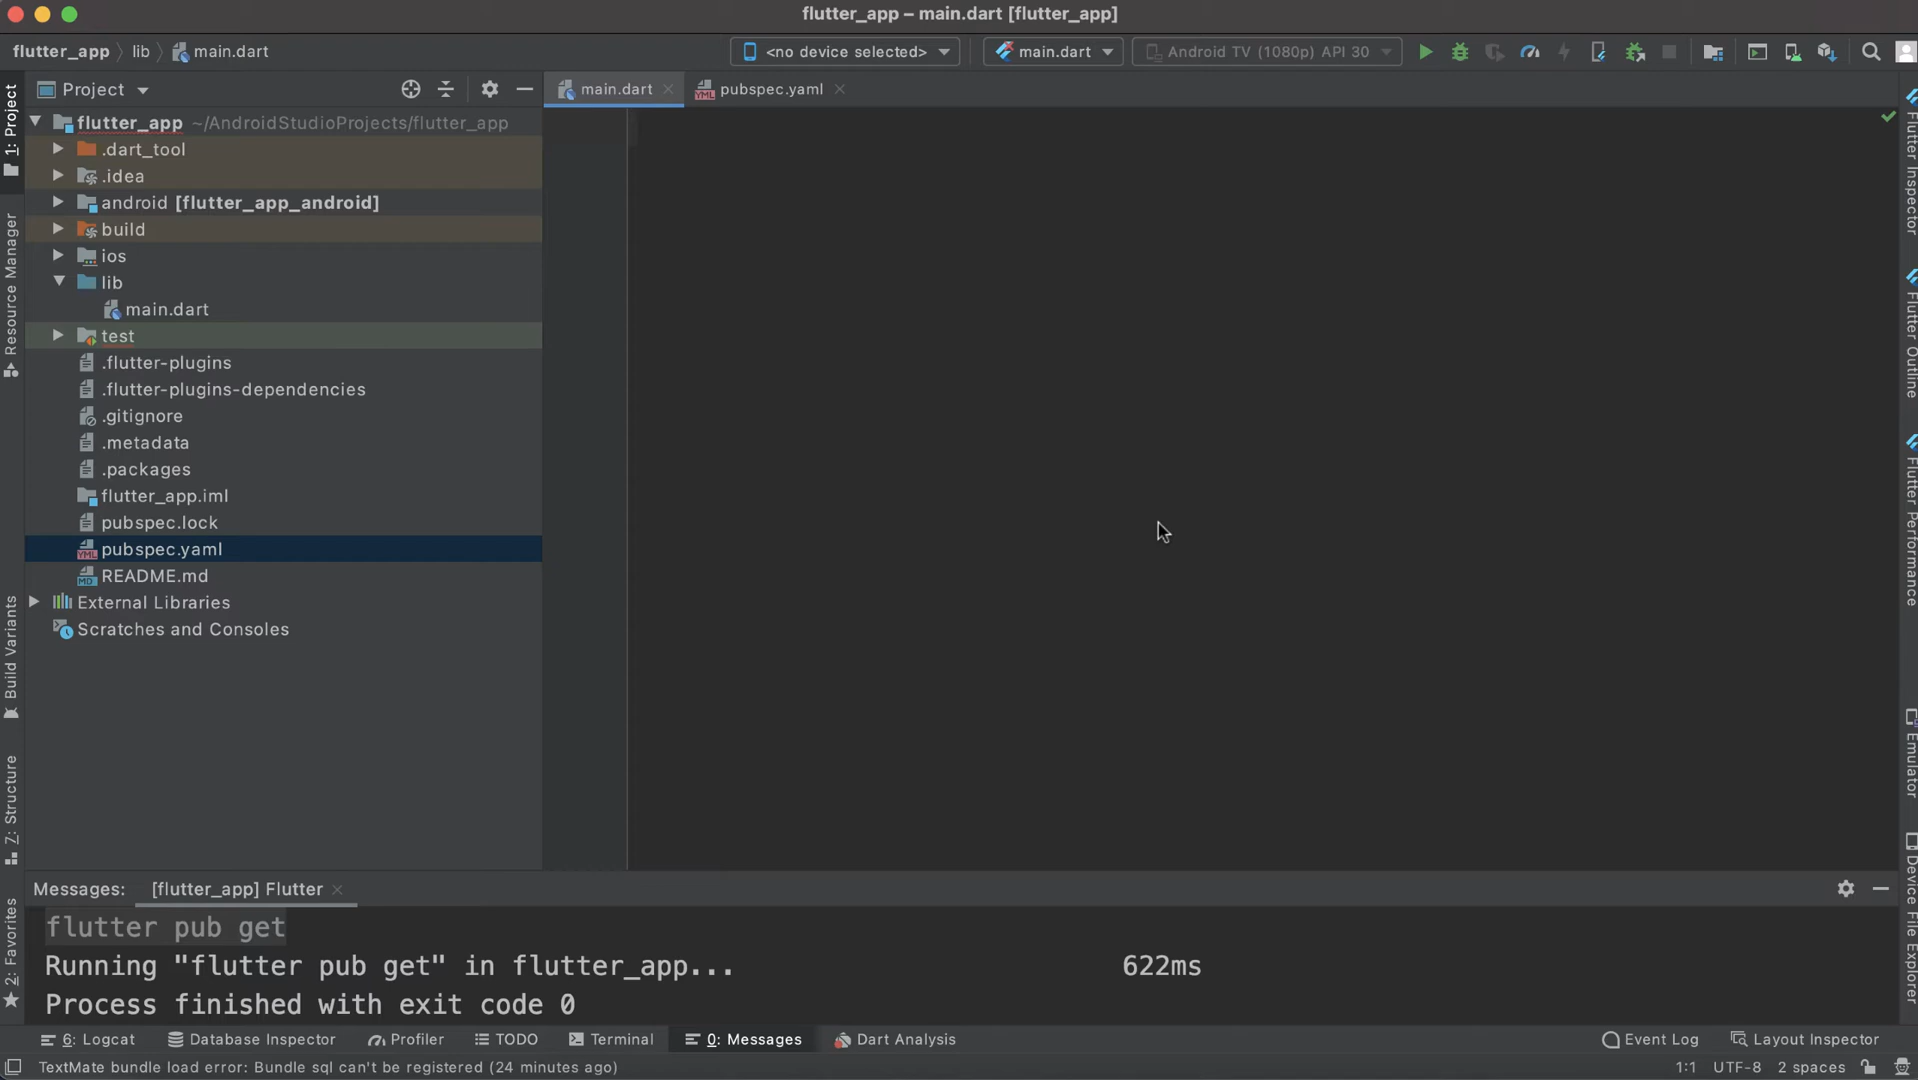 flutter_app – main.dart [flutter_app]
flutter_app lib main.dart
<no device selected>
main.dart
Android TV (1080p) API 30
Project
main.dart
pubspec.yaml
flutter_app ~/AndroidStudioProjects/flutter_app
.dart_tool
.idea
android [flutter_app_android]
build
ios
lib
main.dart
test
.flutter-plugins
.flutter-plugins-dependencies
.gitignore
.metadata
.packages
flutter_app.iml
pubspec.lock
YML pubspec.yaml
MD README.md
External Libraries
Scratches and Consoles
1: Project
Resource Manager
Build Variants
7: Structure
2: Favorites
Flutter Inspector
Flutter Outline
Flutter Performance
Emulator
Device File Explorer
Messages: [flutter_app] Flutter
flutter pub get
Running "flutter pub get" in flutter_app... 622ms
Process finished with exit code 0
6: Logcat
Database Inspector
Profiler
TODO
Terminal
0: Messages
Dart Analysis
Event Log
Layout Inspector
TextMate bundle load error: Bundle sql can't be registered (24 minutes ago)
1:1 UTF-8 2 spaces